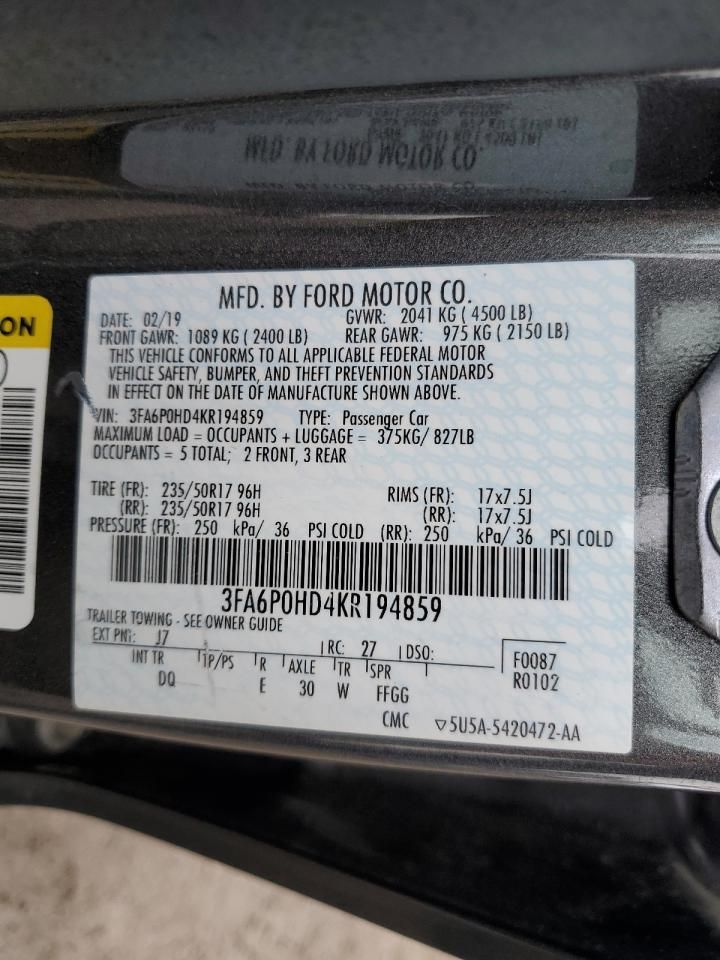 MFD. BY FORD MOTOR CO.
ON
MFD. BY FORD MOTOR CO.
DATE: 02/19 GVWR: 2041 KG ( 4500 LB)
FRONT GAWR: 1089 KG ( 2400 LB) REAR GAWR: 975 KG ( 2150 LB)
THIS VEHICLE CONFORMS TO ALL APPLICABLE FEDERAL MOTOR
VEHICLE SAFETY, BUMPER, AND THEFT PREVENTION STANDARDS
IN EFFECT ON THE DATE OF MANUFACTURE SHOWN ABOVE.
VIN: 3FA6P0HD4KR194859 TYPE: Passenger Car
MAXIMUM LOAD = OCCUPANTS + LUGGAGE = 375KG/ 827LB
OCCUPANTS = 5 TOTAL; 2 FRONT, 3 REAR
TIRE (FR): 235/50R17 96H RIMS (FR): 17x7.5J
(RR): 235/50R17 96H (RR): 17x7.5J
PRESSURE (FR): 250 kPa/ 36 PSI COLD (RR): 250 kPa/ 36 PSI COLD
3FA6P0HD4KR194859
TRAILER TOWING - SEE OWNER GUIDE
EXT PNT: J7 RC: 27 DSO:
INT TR TP/PS R AXLE TR SPR F0087
DQ E 30 W FFGG R0102
CMC ▽5U5A-5420472-AA